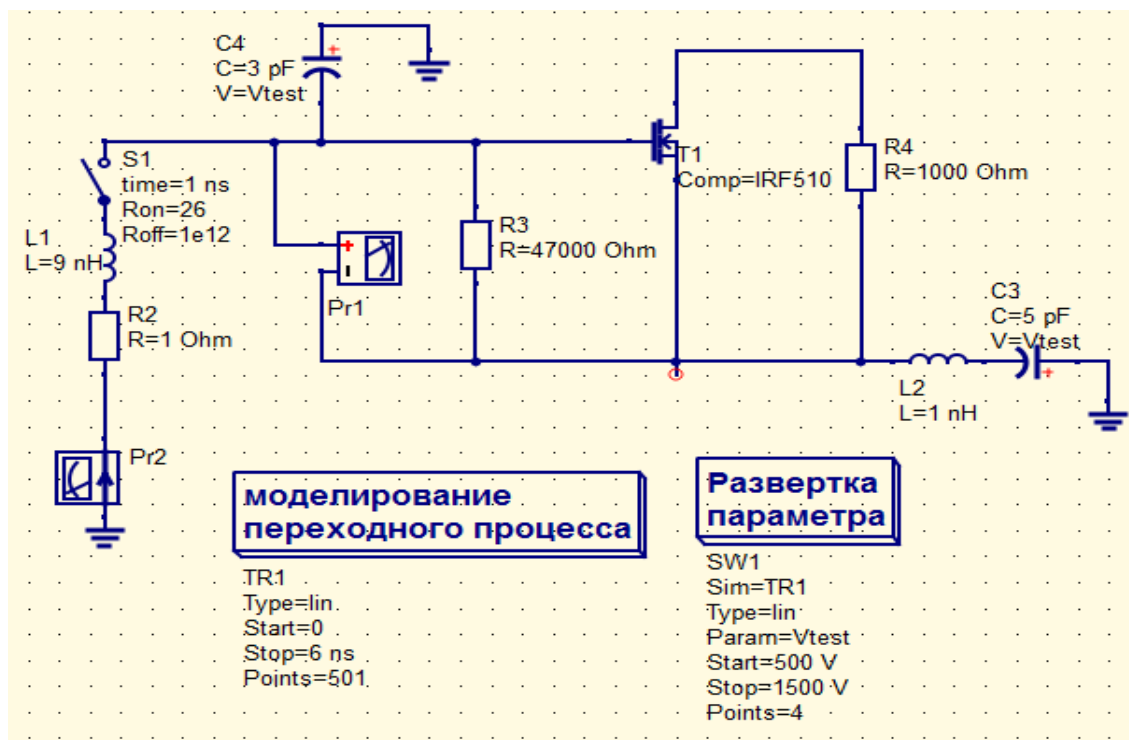 C4
C=3 pF
V=Vtest
S1
time=1 ns
Ron=26
Roff=1e12
L1
L=9 nH
R2
R=1 Ohm
Pr2
Pr1
R3
R=47000 Ohm
T1
Comp=IRF510
R4
R=1000 Ohm
C3
C=5 pF
V=Vtest
L2
L=1 nH
моделирование
переходного процесса
TR1
Type=lin
Start=0
Stop=6 ns
Points=501
Развертка
параметра
SW1
Sim=TR1
Type=lin
Param=Vtest
Start=500 V
Stop=1500 V
Points=4